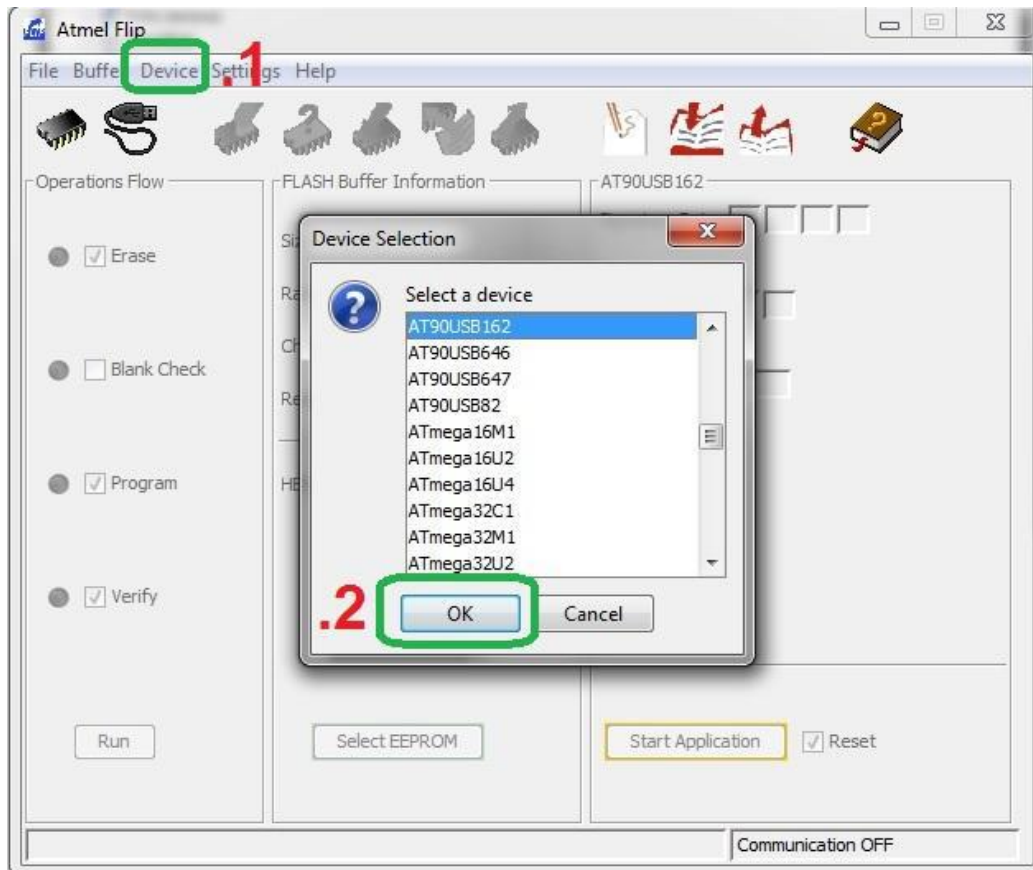 Atmel Flip
File Buffer Device Settings Help
.1
Operations Flow
FLASH Buffer Information
AT90USB162
Erase
Blank Check
Program
Verify
Run
Select EEPROM
Start Application
Reset
Communication OFF
Device Selection
Select a device
AT90USB162
AT90USB646
AT90USB647
AT90USB82
ATmega16M1
ATmega16U2
ATmega16U4
ATmega32C1
ATmega32M1
ATmega32U2
.2
OK
Cancel